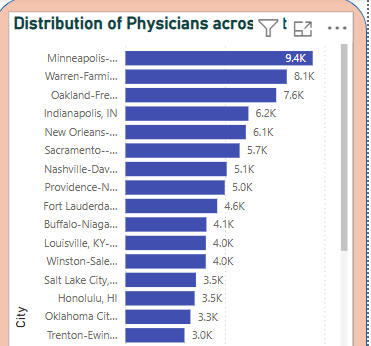 Distribution of Physicians acros
Minneapolis-... 9.4K
Warren-Farmi... 8.1K
Oakland-Fre... 7.6K
Indianapolis, IN 6.2K
New Orleans-... 6.1K
Sacramento--... 5.7K
Nashville-Dav... 5.1K
Providence-N... 5.0K
Fort Lauderda... 4.6K
Buffalo-Niaga... 4.1K
Louisville, KY-... 4.0K
Winston-Sale... 4.0K
Salt Lake City,... 3.5K
Honolulu, HI 3.5K
Oklahoma Cit... 3.3K
Trenton-Ewin... 3.0K
City